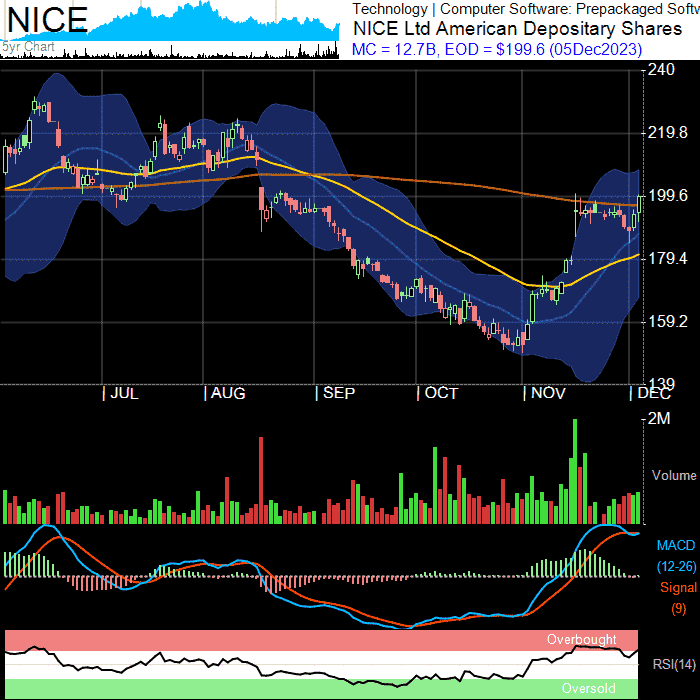 NICE
5yr Chart
Technology | Computer Software: Prepackaged Softw
NICE Ltd American Depositary Shares
MC = 12.7B, EOD = $199.6 (05Dec2023)
240
219.8
199.6
179.4
159.2
139
JUL
AUG
SEP
OCT
NOV
DEC
2M
Volume
MACD
(12-26)
Signal
(9)
Overbought
RSI(14)
Oversold